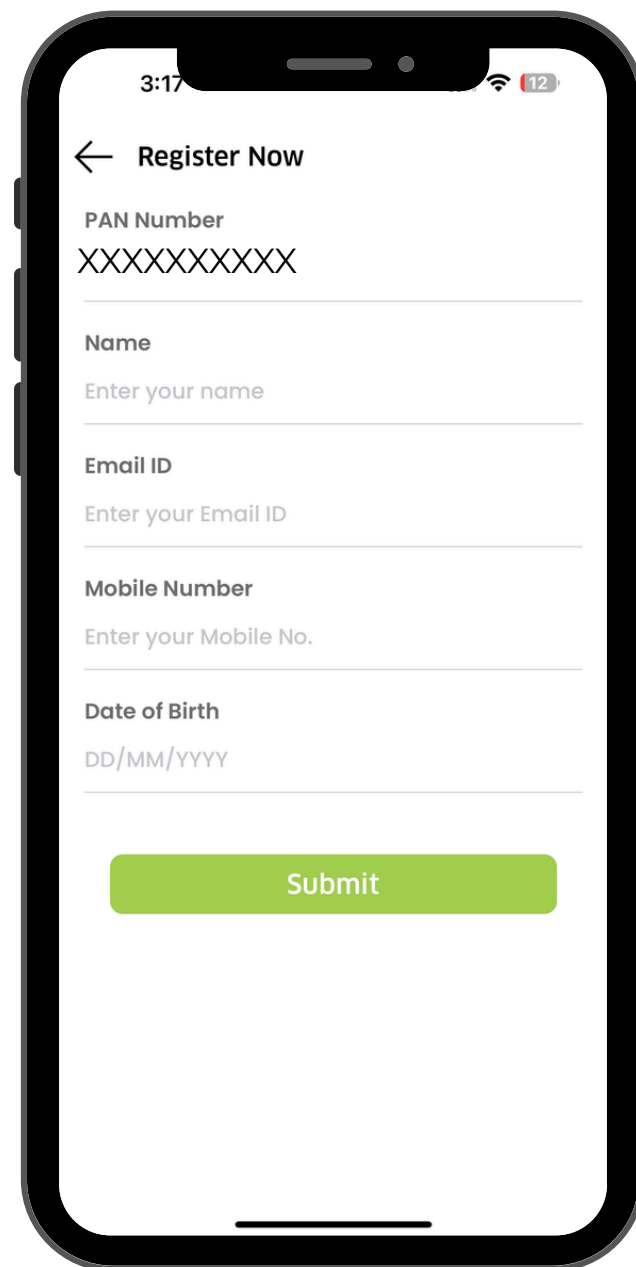 3:17
12
Register Now
PAN Number
XXXXXXXXXX
Name
Enter your name
Email ID
Enter your Email ID
Mobile Number
Enter your Mobile No.
Date of Birth
DD/MM/YYYY
Submit